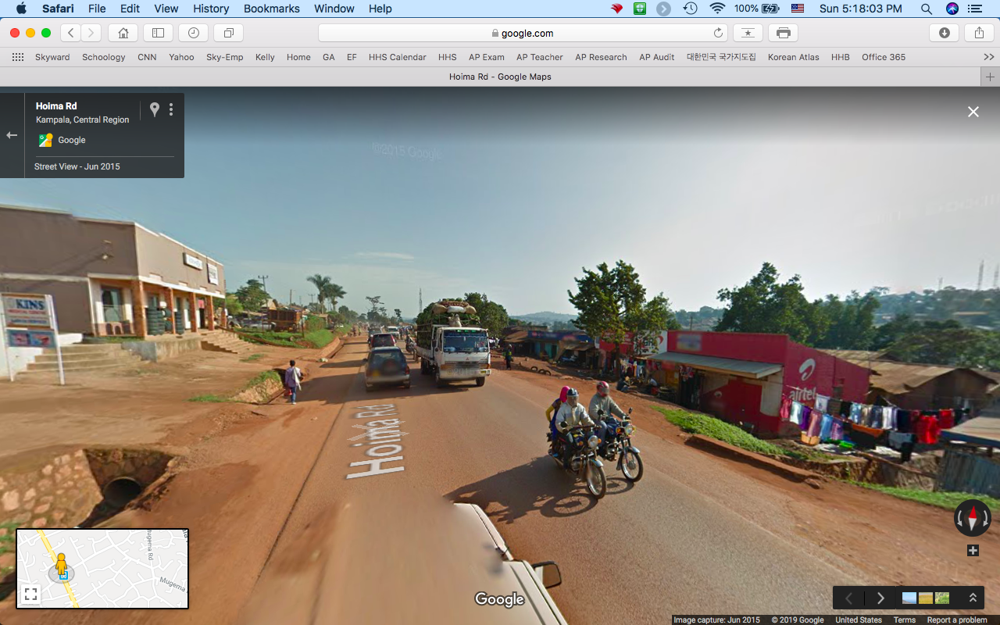 Safari File Edit View History Bookmarks Window Help 100% Sun 5:18:03 PM
google.com
Skyward Schoology CNN Yahoo Sky-Emp Kelly Home GA EF HHS Calendar HHS AP Exam AP Teacher AP Research AP Audit 대한민국 국가지도집 Korean Atlas HHB Office 365
Hoima Rd - Google Maps
Hoima Rd
Kampala, Central Region
Google
Street View - Jun 2015
©2015 Google
KINS
airtel
Hoima Rd
Mugema Rd
Mugema
Google
Image capture: Jun 2015 © 2019 Google United States Terms Report a problem